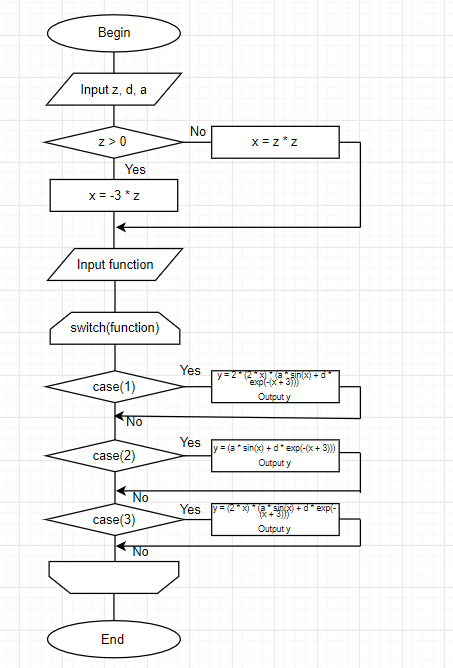 Begin
Input z, d, a
z > 0
No
x = z * z
Yes
x = -3 * z
Input function
switch(function)
case(1)
Yes
y = 2 * (2 * x) * (a * sin(x) + d *
exp(-(x + 3)))
Output y
No
case(2)
Yes
y = (a * sin(x) + d * exp(-(x + 3)))
Output y
No
case(3)
Yes
y = (2 * x) * (a * sin(x) + d * exp(-
(x + 3)))
Output y
No
End